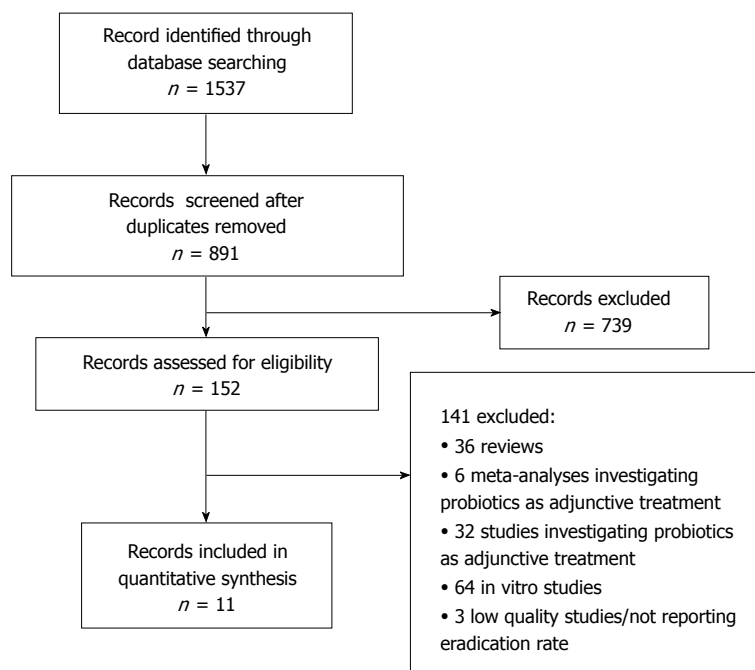 Record identified through
database searching
n = 1537
Records screened after
duplicates removed
n = 891
Records excluded
n = 739
Records assessed for eligibility
n = 152
141 excluded:
• 36 reviews
• 6 meta-analyses investigating
probiotics as adjunctive treatment
• 32 studies investigating probiotics
as adjunctive treatment
• 64 in vitro studies
• 3 low quality studies/not reporting
eradication rate
Records included in
quantitative synthesis
n = 11